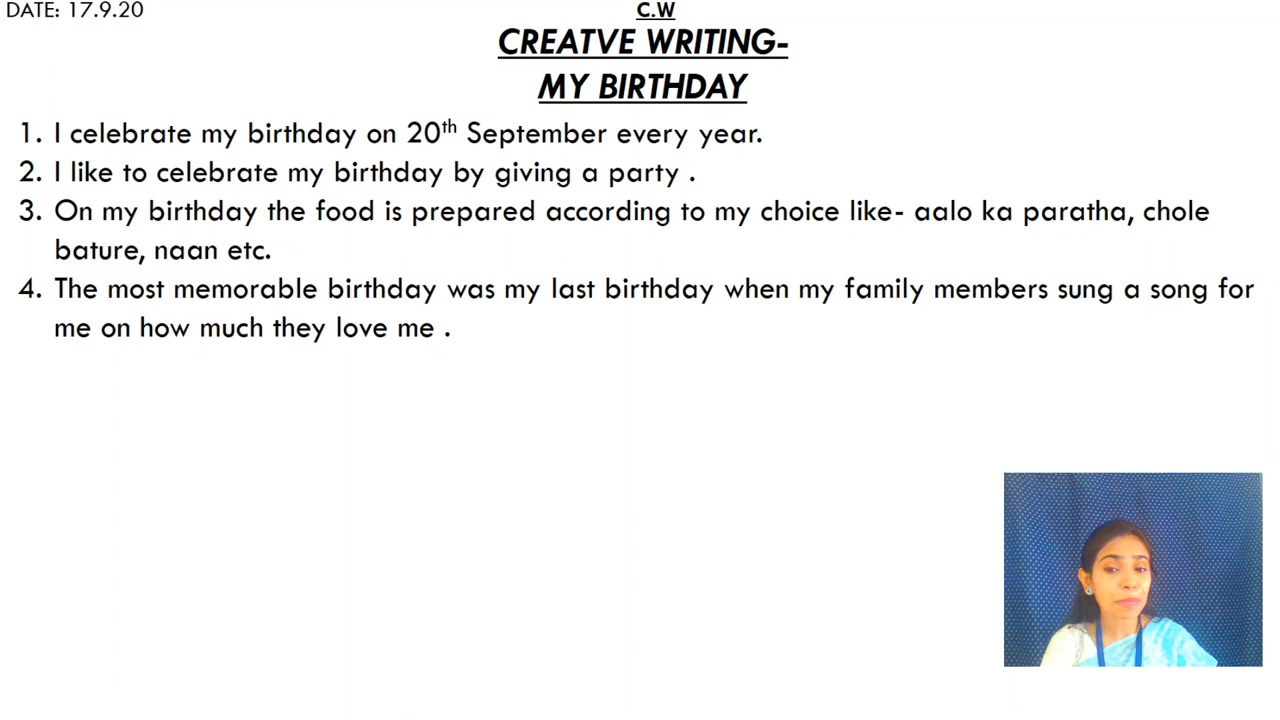 DATE: 17.9.20
C.W
CREATVE WRITING-
MY BIRTHDAY
1. I celebrate my birthday on 20th September every year.
2. I like to celebrate my birthday by giving a party .
3. On my birthday the food is prepared according to my choice like- aalo ka paratha, chole
bature, naan etc.
4. The most memorable birthday was my last birthday when my family members sung a song for
me on how much they love me .